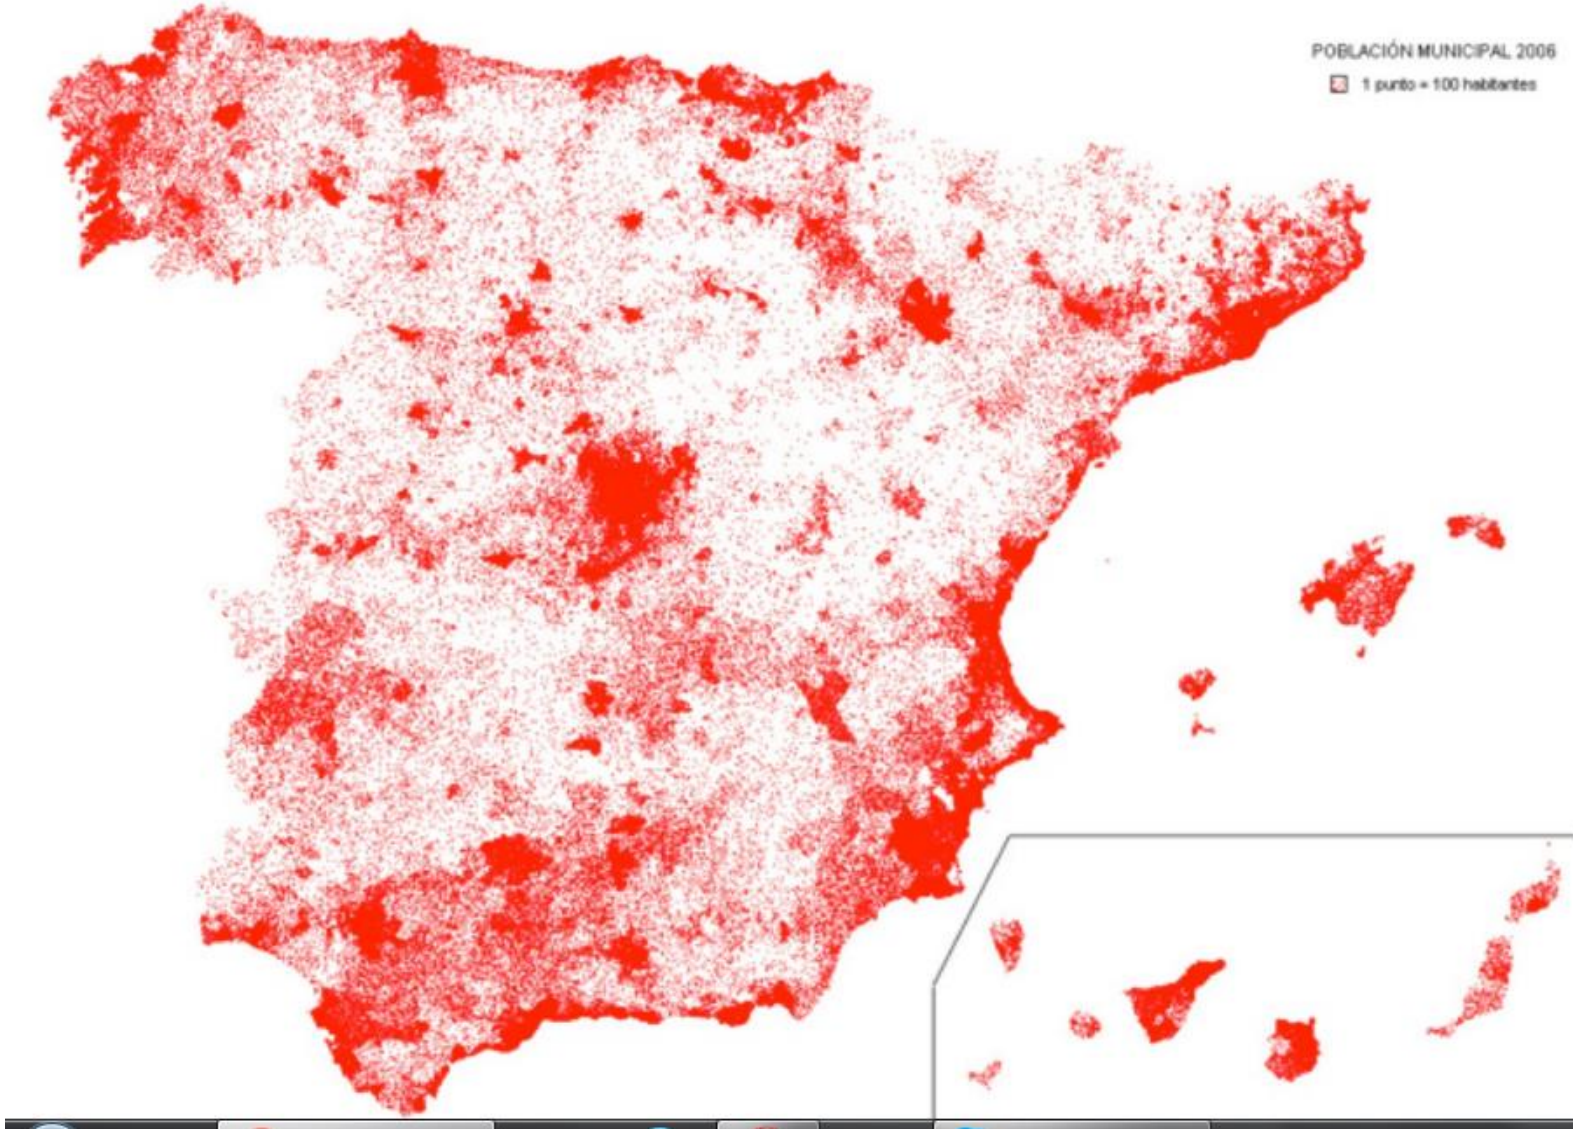 POBLACIÓN MUNICIPAL 2006
1 punto = 100 habitantes